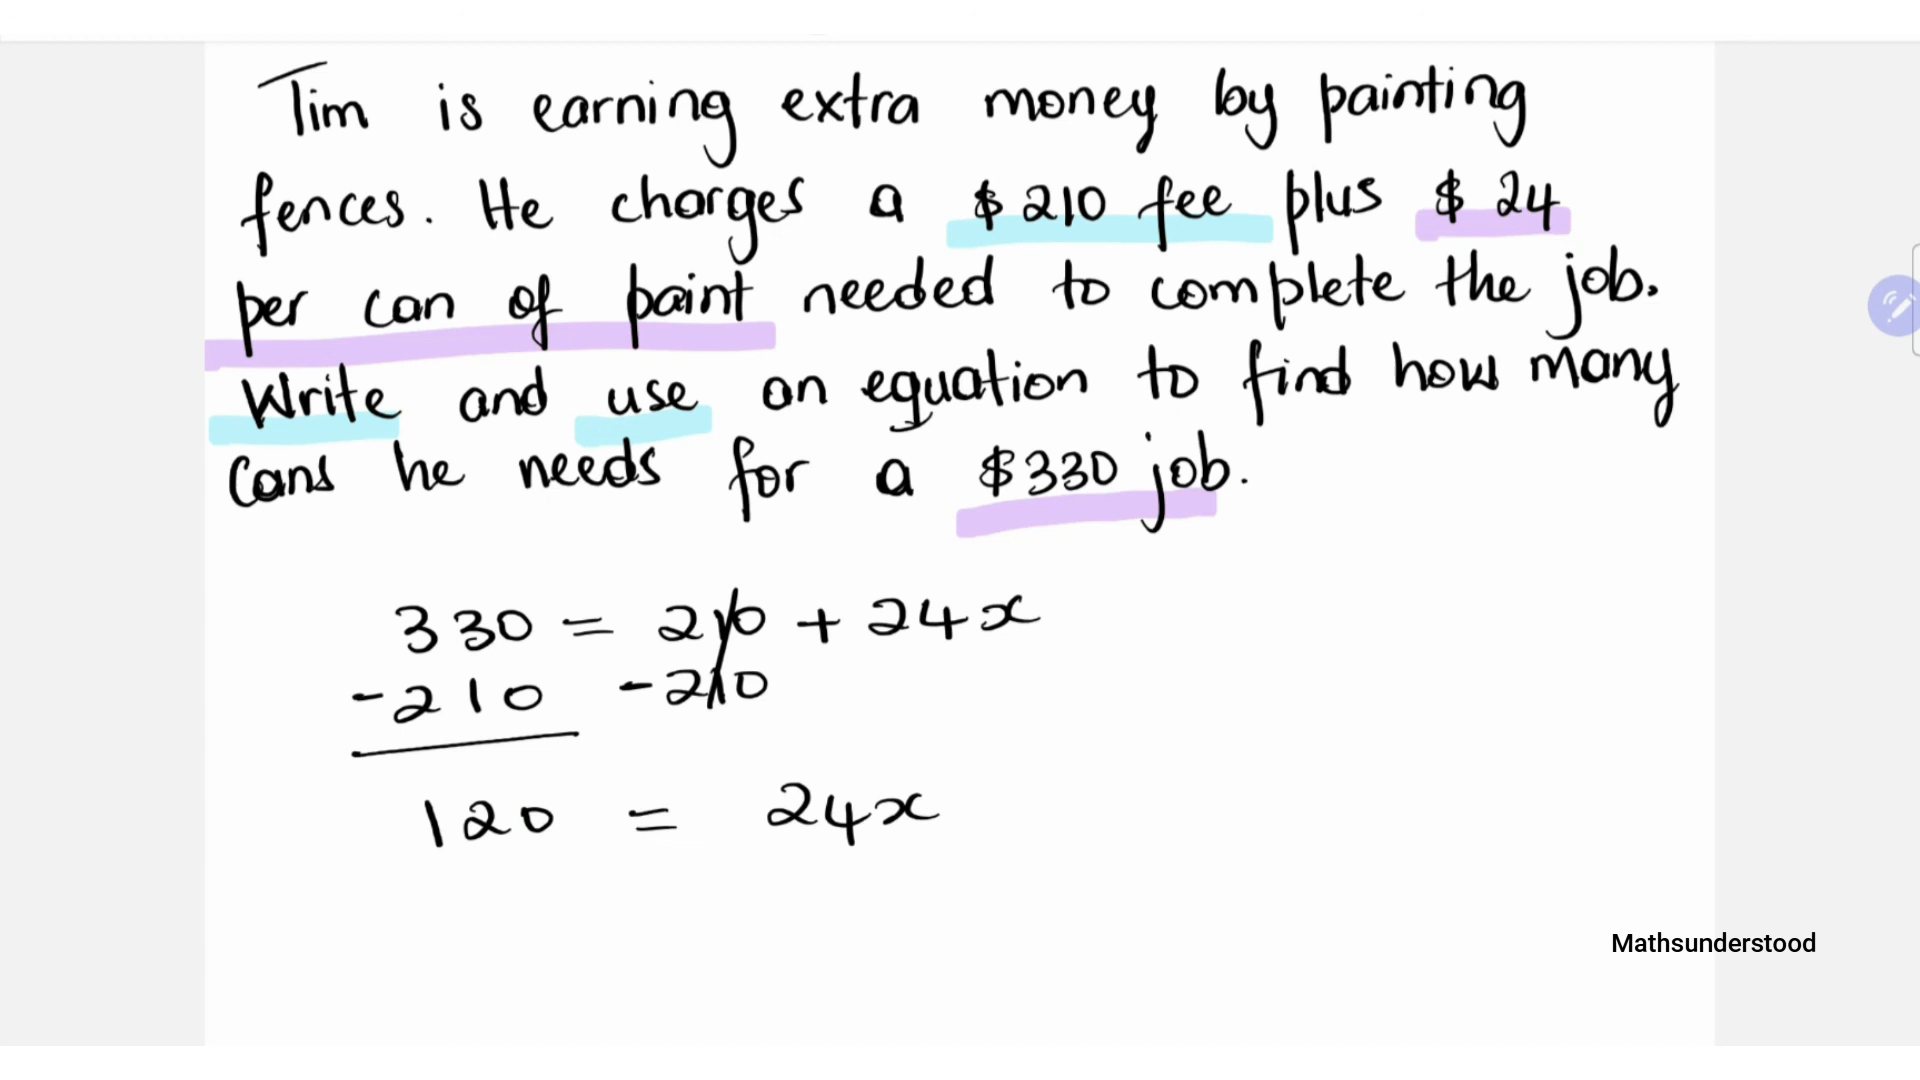 Tim is earning extra money by painting
fences. He charges a $210 fee plus $24
per can of paint needed to complete the job.
Write and use an equation to find how many
cans he needs for a $330 job.
330 = 210 + 24x
-210 -210
120 = 24x
Mathsunderstood